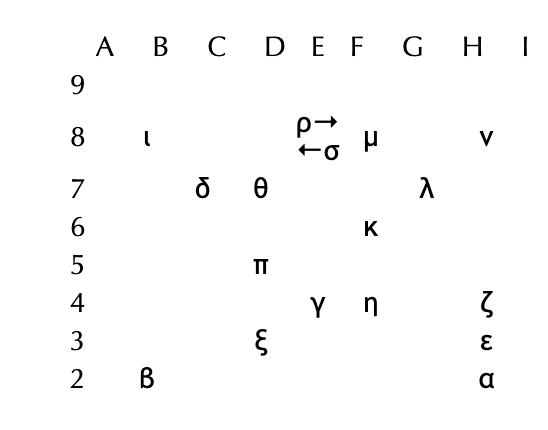 A B C D E F G H I
9
8 ι ρ→ μ ν
←σ
7 δ θ λ
6 κ
5 π
4 γ η ζ
3 ξ ε
2 β α